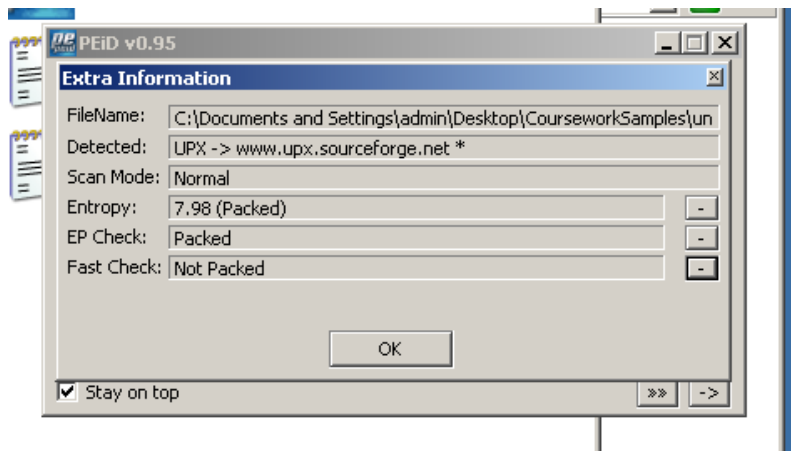 PEiD v0.95
Extra Information
FileName: C:\Documents and Settings\admin\Desktop\CourseworkSamples\un
Detected: UPX -> www.upx.sourceforge.net *
Scan Mode: Normal
Entropy: 7.98 (Packed) -
EP Check: Packed -
Fast Check: Not Packed -
OK
Stay on top »» ->